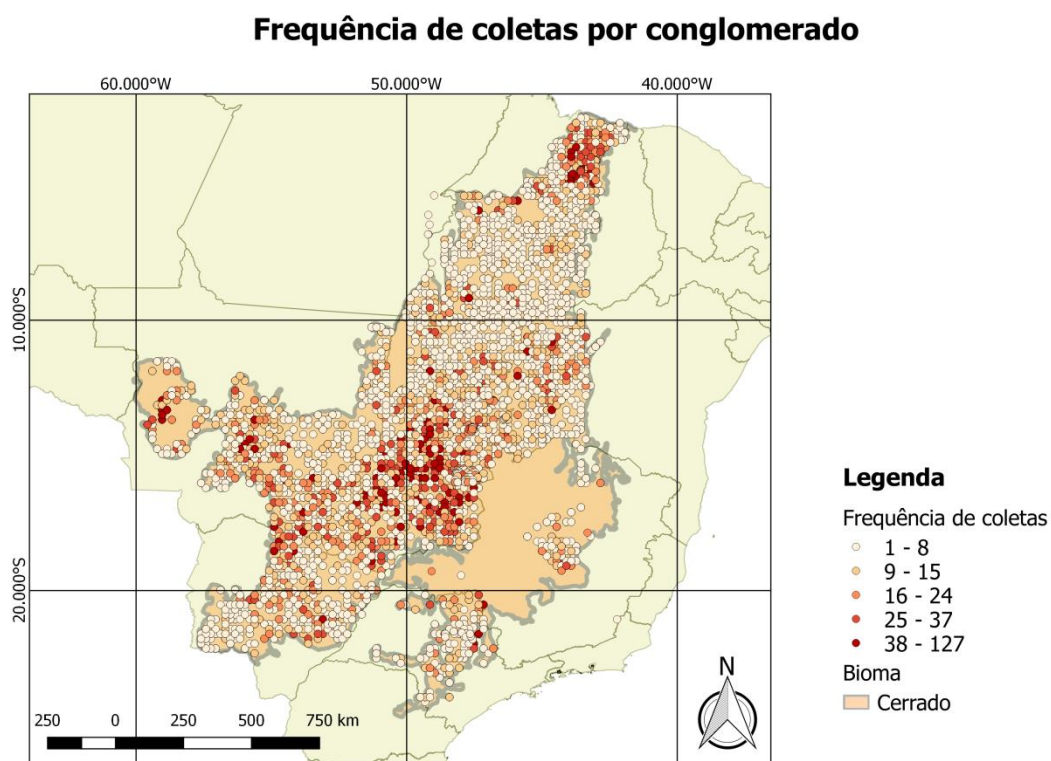 Frequência de coletas por conglomerado
60.000°W 50.000°W 40.000°W
10.000°S
20.000°S
Legenda
Frequência de coletas
1 - 8
9 - 15
16 - 24
25 - 37
38 - 127
Bioma
Cerrado
N
250 0 250 500 750 km